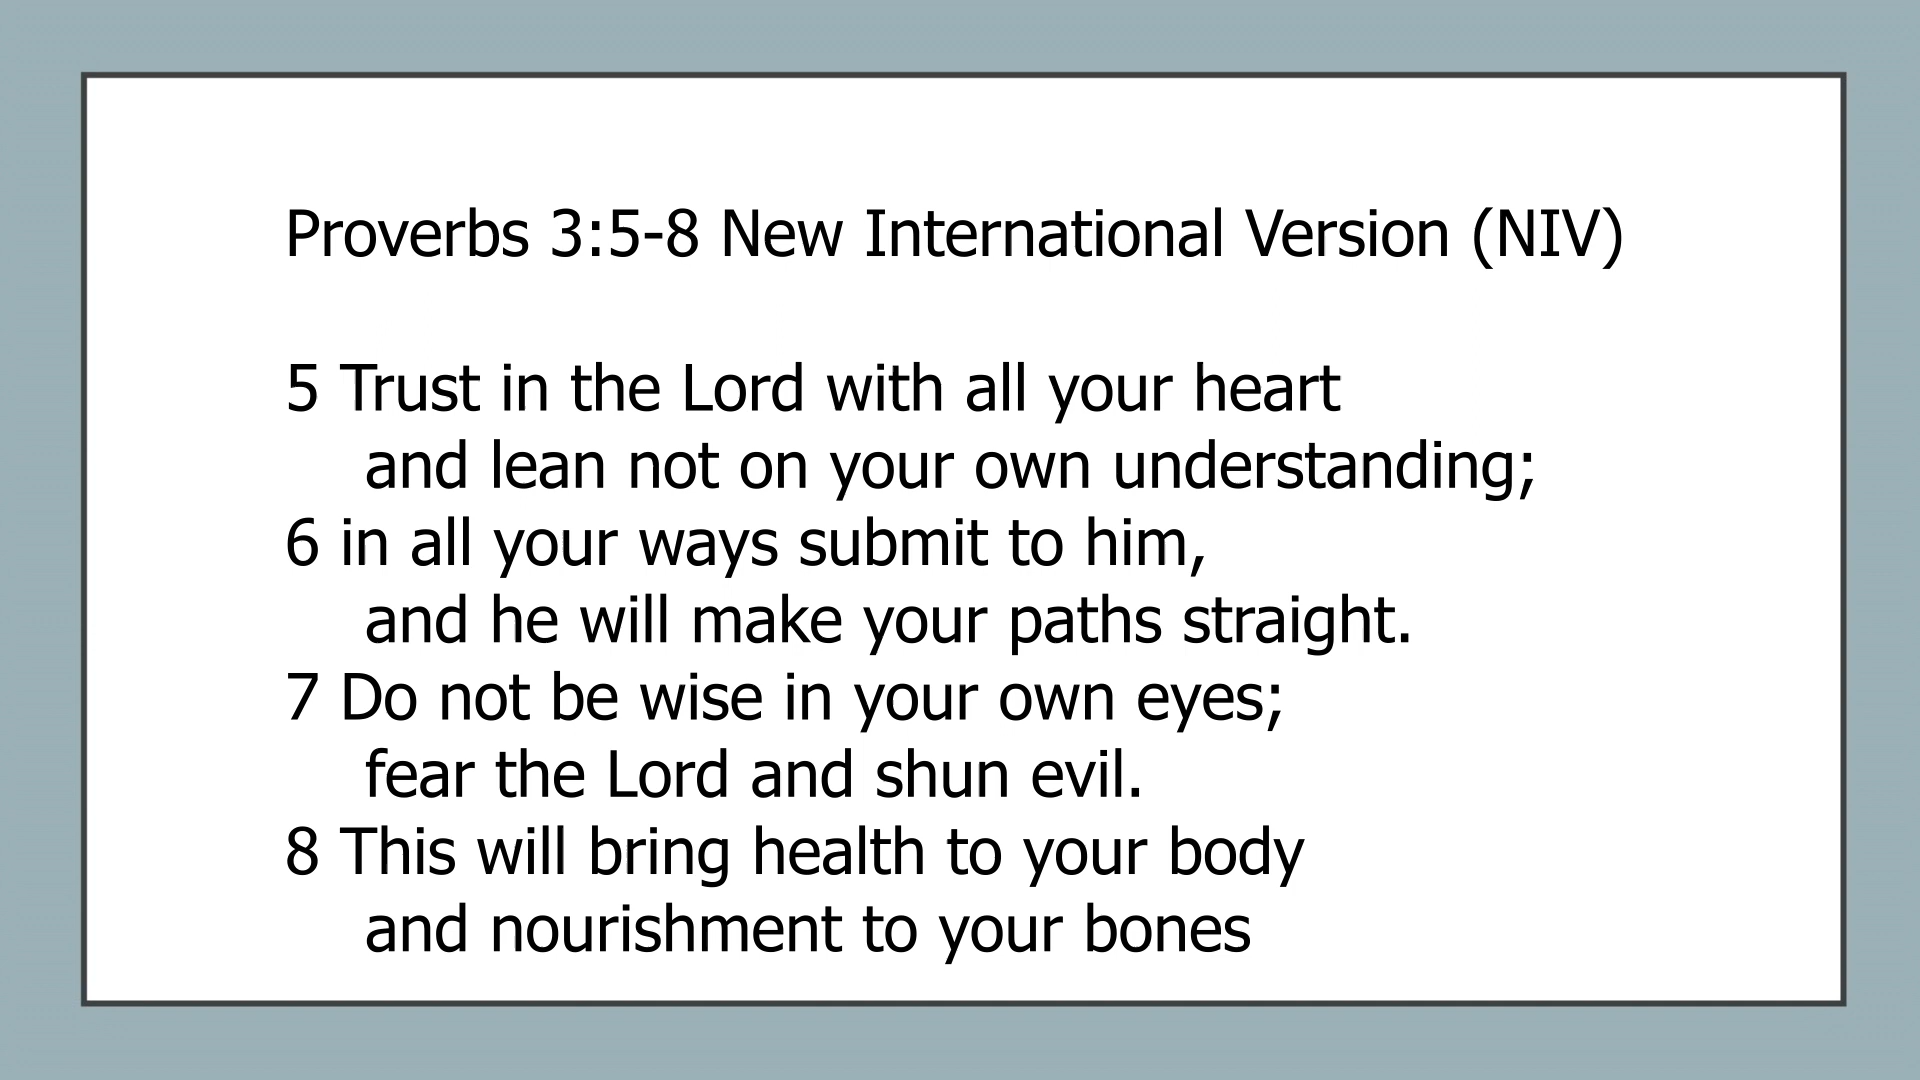 Proverbs 3:5-8 New International Version (NIV)
5 Trust in the Lord with all your heart
and lean not on your own understanding;
6 in all your ways submit to him,
and he will make your paths straight.
7 Do not be wise in your own eyes;
fear the Lord and shun evil.
8 This will bring health to your body
and nourishment to your bones